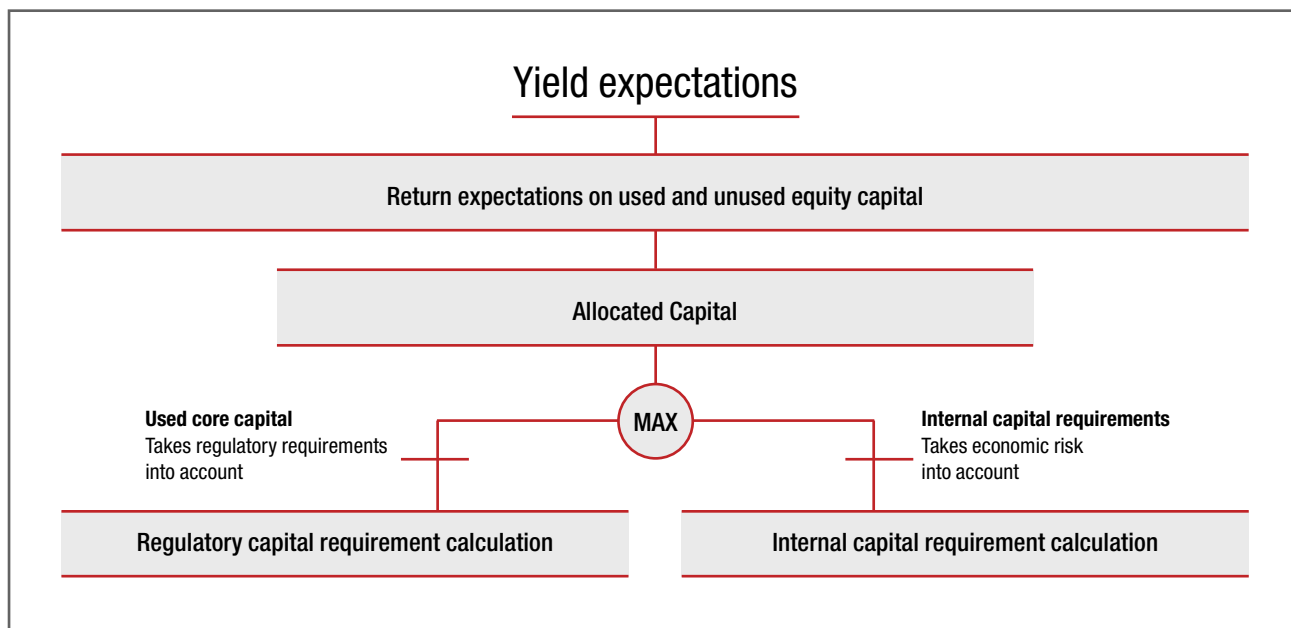 Yield expectations
Return expectations on used and unused equity capital
Allocated Capital
MAX
Used core capital
Takes regulatory requirements
into account
Internal capital requirements
Takes economic risk
into account
Regulatory capital requirement calculation
Internal capital requirement calculation